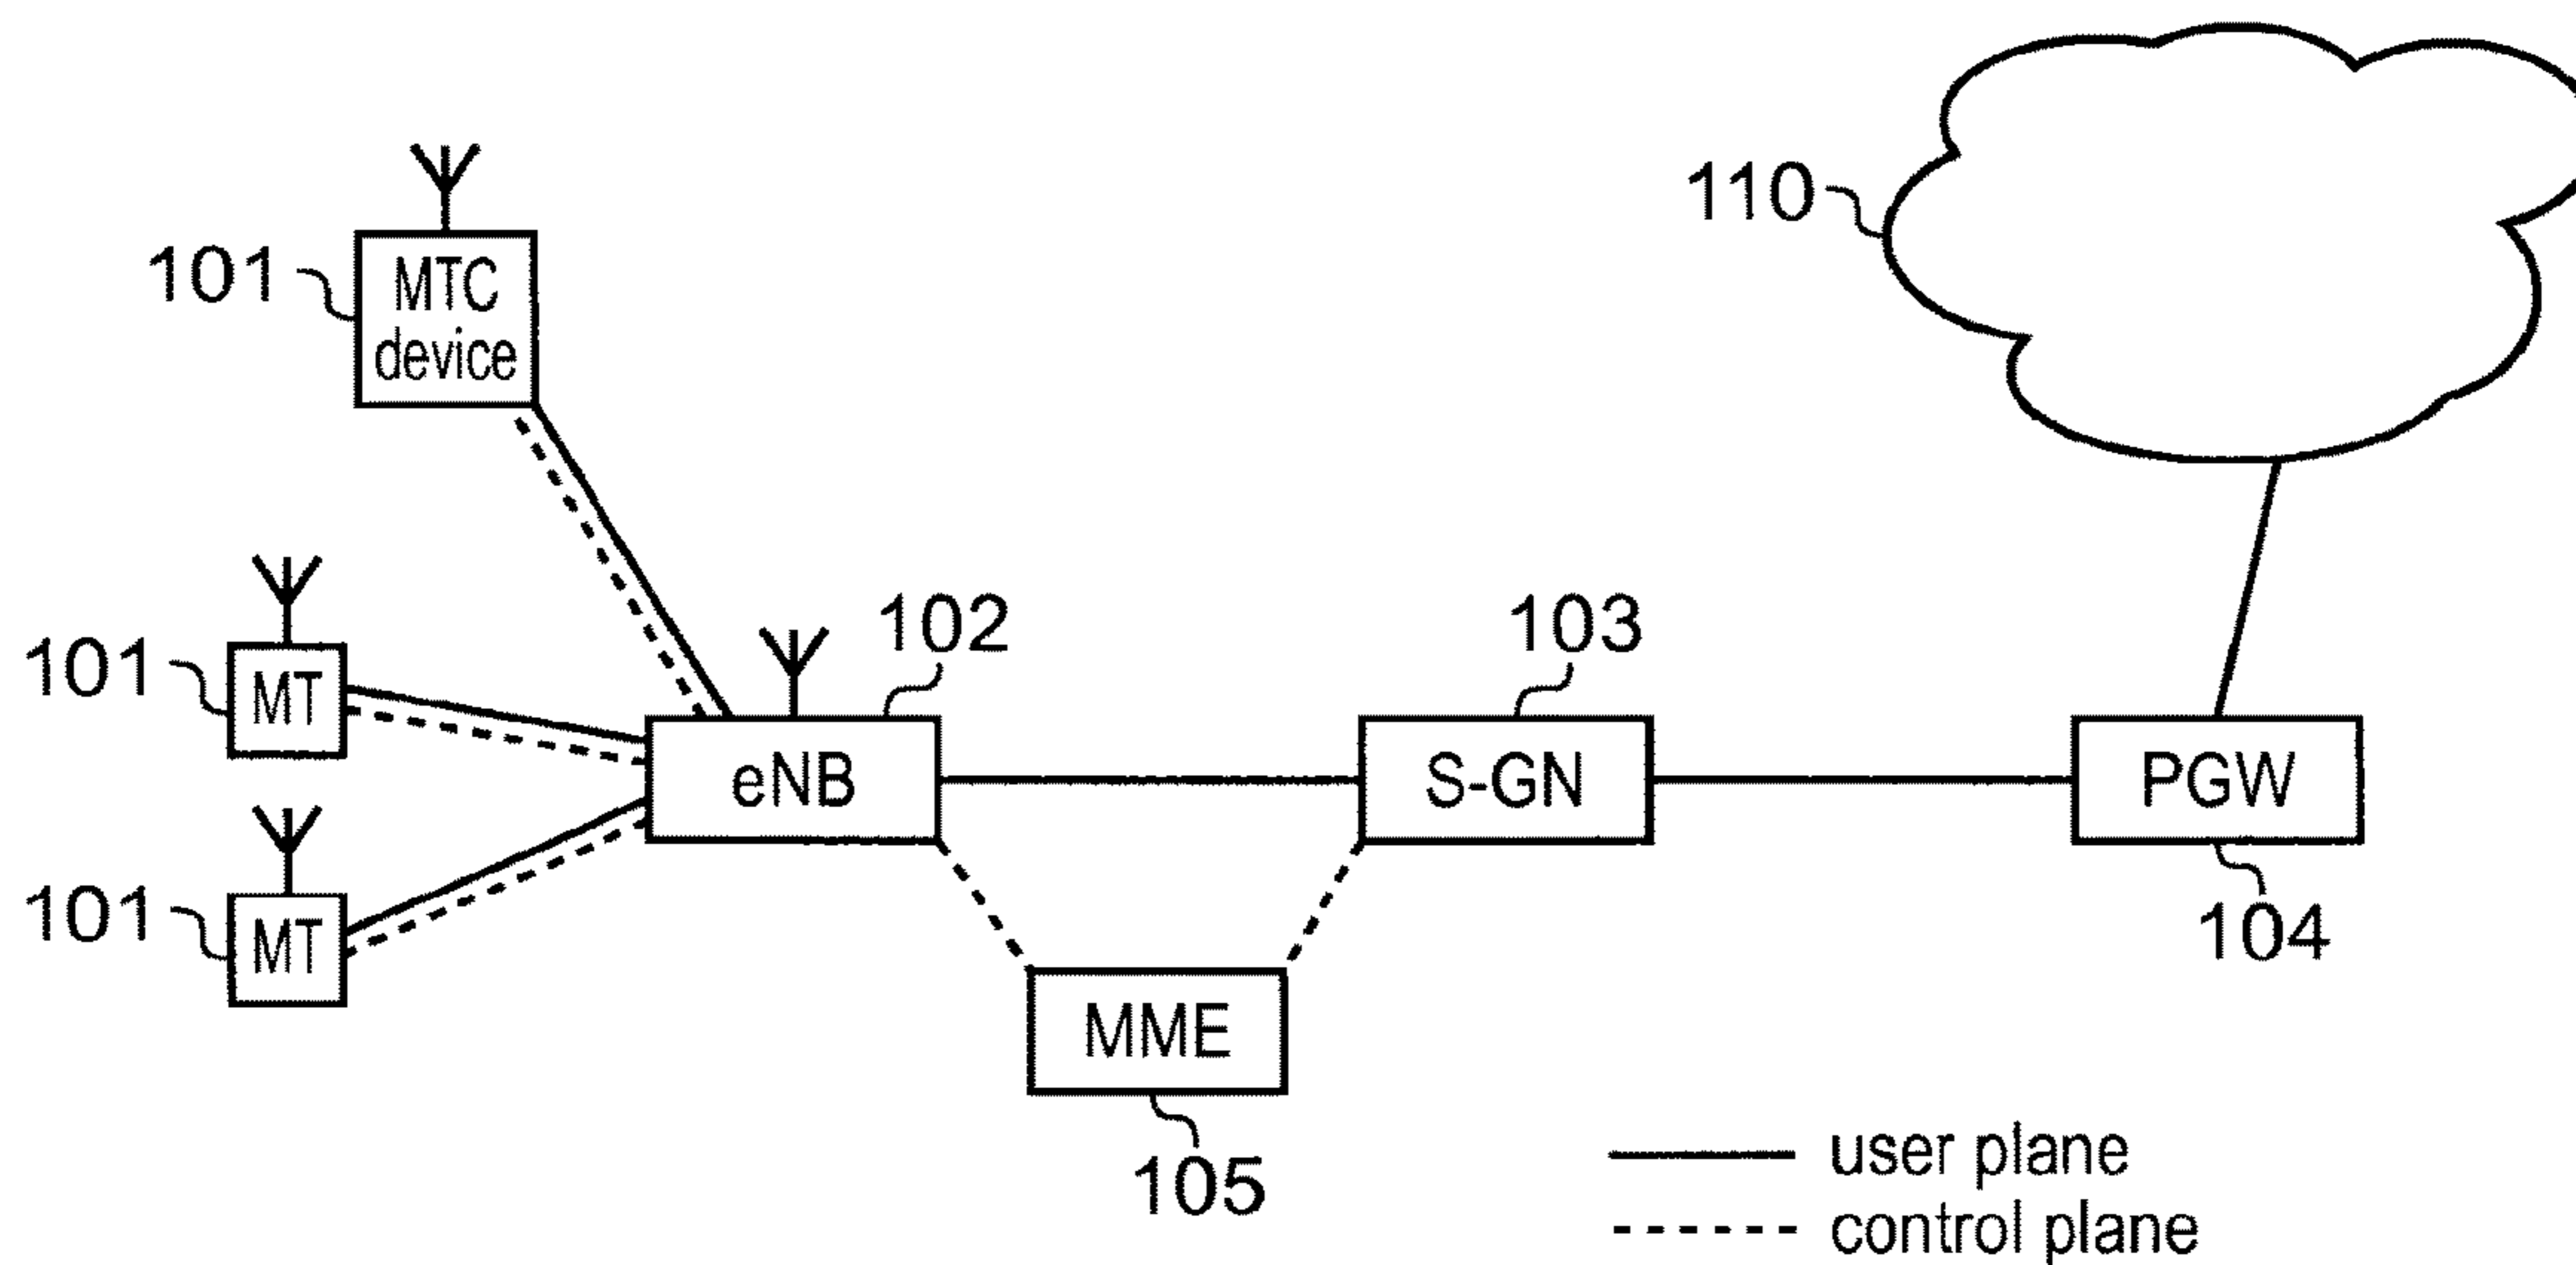 110
101
MTC
device
101
MT
102
eNB
103
S-GN
PGW
104
101
MT
MME
105
user plane
control plane